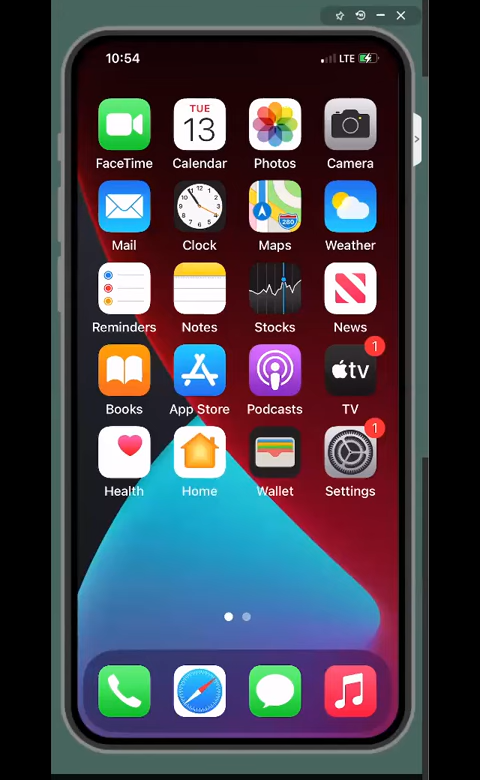 10:54 LTE
TUE
13
FaceTime Calendar Photos Camera
280
Mail Clock Maps Weather
Reminders Notes Stocks News
1
tv
Books App Store Podcasts TV
1
Health Home Wallet Settings